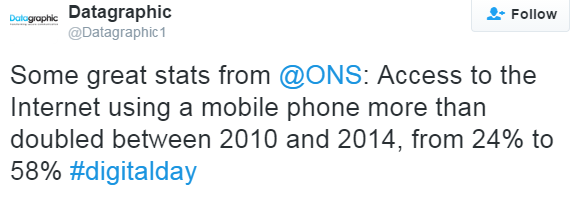 Datagraphic
Datagraphic
@Datagraphic1
Follow
Some great stats from @ONS: Access to the
Internet using a mobile phone more than
doubled between 2010 and 2014, from 24% to
58% #digitalday